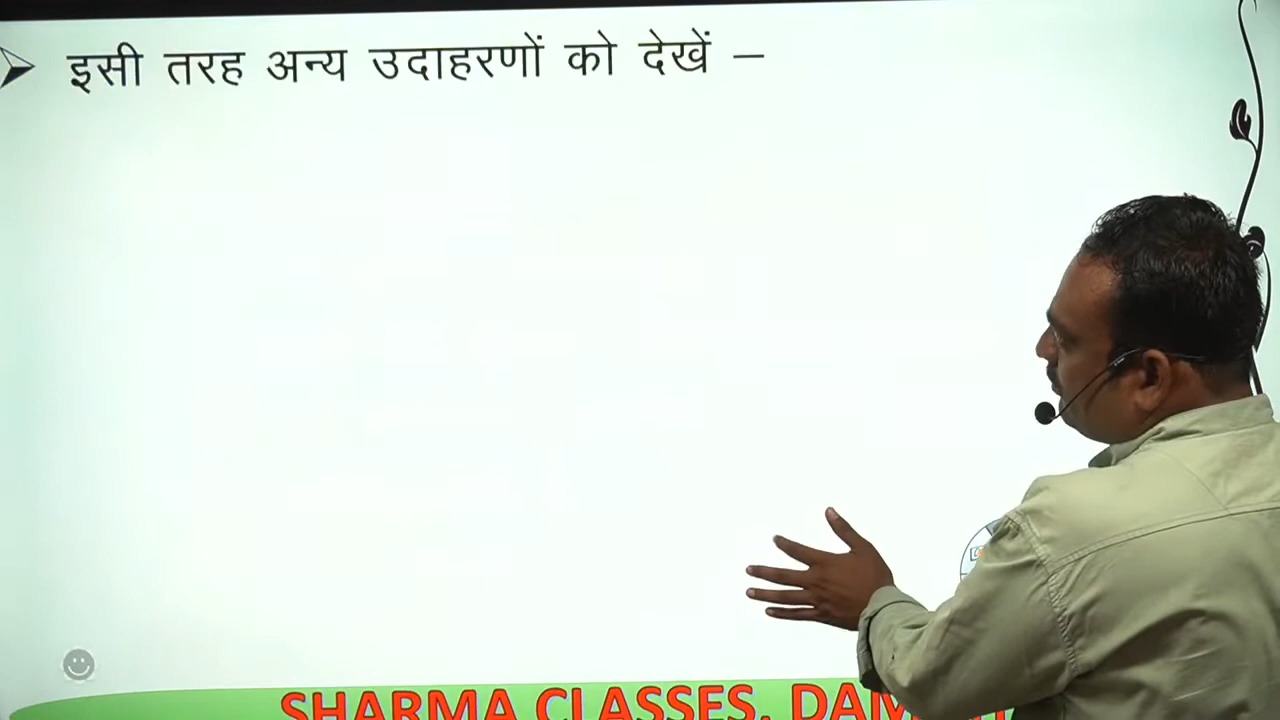 इसी तरह अन्य उदाहरणों को देखें –
SHARMA CLASSES,